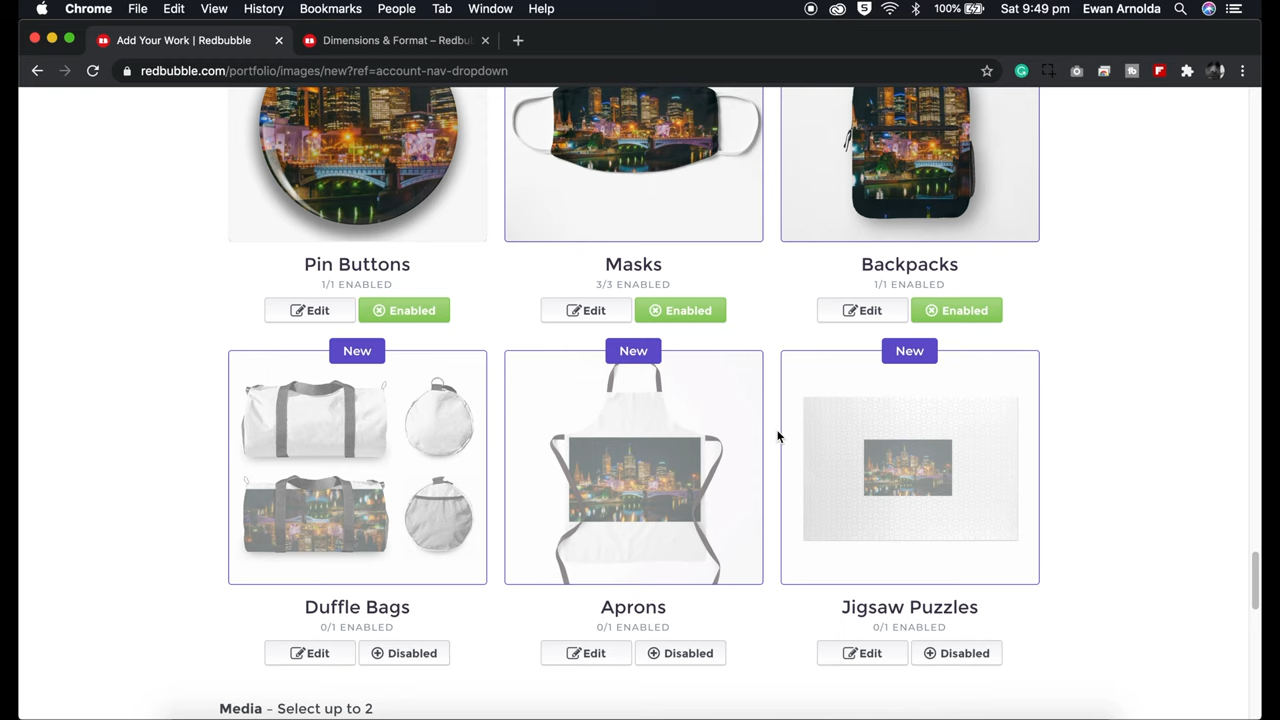 Chrome File Edit View History Bookmarks People Tab Window Help 100% Sat 9:49 pm Ewan Arnolda
Add Your Work | Redbubble Dimensions & Format – Redbu
redbubble.com/portfolio/images/new?ref=account-nav-dropdown
Pin Buttons Masks Backpacks
1/1 ENABLED 3/3 ENABLED 1/1 ENABLED
Edit Enabled Edit Enabled Edit Enabled
New New New
Duffle Bags Aprons Jigsaw Puzzles
0/1 ENABLED 0/1 ENABLED 0/1 ENABLED
Edit Disabled Edit Disabled Edit Disabled
Media – Select up to 2